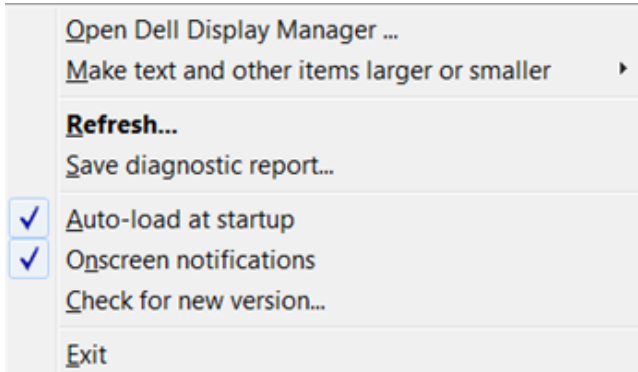 Open Dell Display Manager ...
Make text and other items larger or smaller
Refresh...
Save diagnostic report...
Auto-load at startup
Onscreen notifications
Check for new version...
Exit